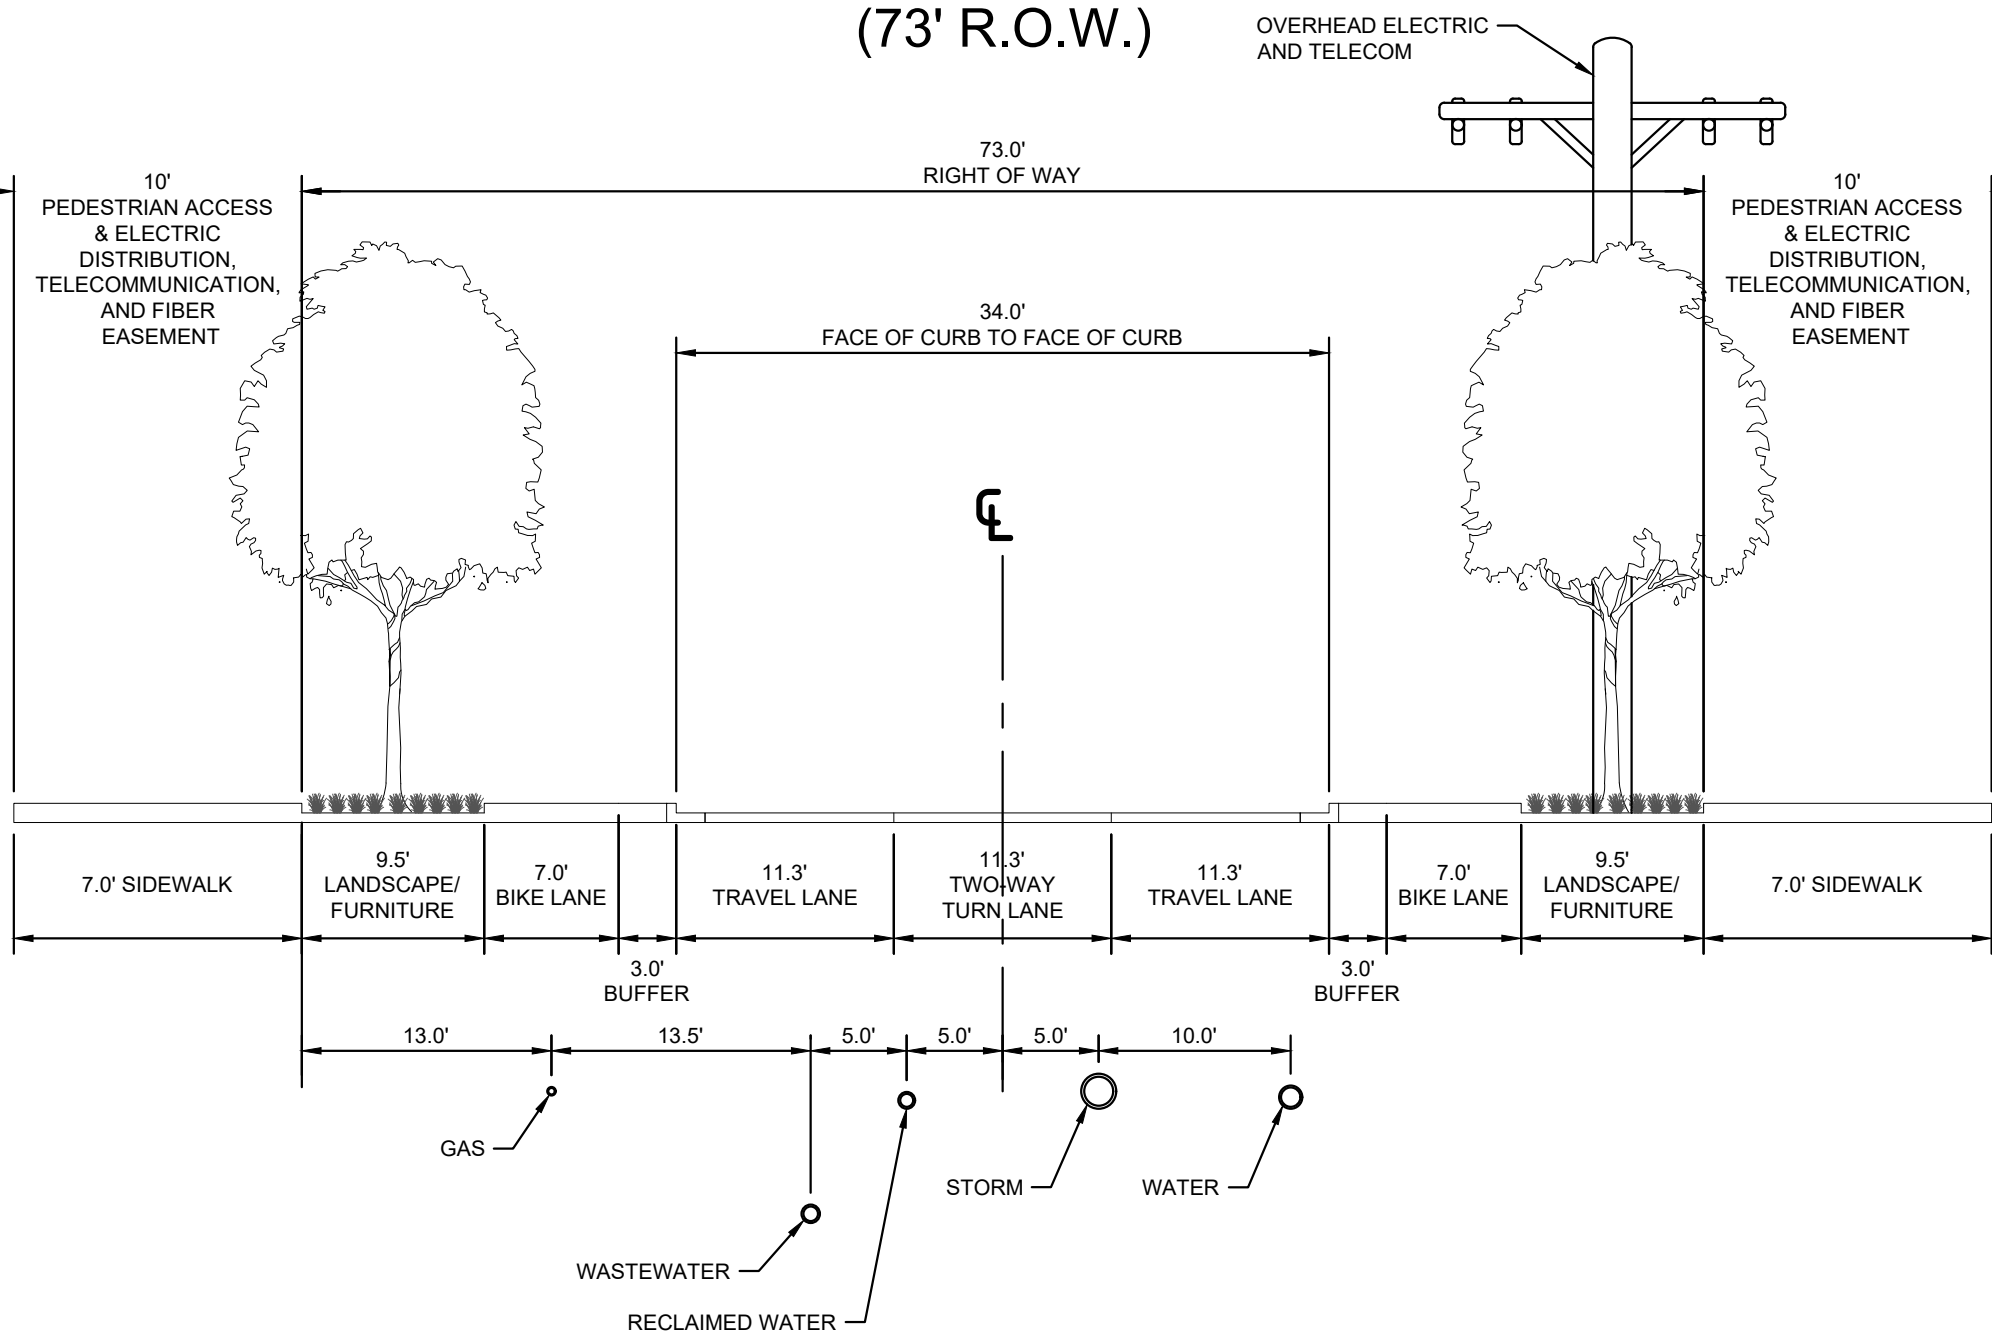 (73' R.O.W.)
OVERHEAD ELECTRIC
AND TELECOM
73.0'
RIGHT OF WAY
10'
PEDESTRIAN ACCESS
& ELECTRIC
DISTRIBUTION,
TELECOMMUNICATION,
AND FIBER
EASEMENT
10'
PEDESTRIAN ACCESS
& ELECTRIC
DISTRIBUTION,
TELECOMMUNICATION,
AND FIBER
EASEMENT
34.0'
FACE OF CURB TO FACE OF CURB
CL
7.0' SIDEWALK
9.5'
LANDSCAPE/
FURNITURE
7.0'
BIKE LANE
11.3'
TRAVEL LANE
11.3'
TWO-WAY
TURN LANE
11.3'
TRAVEL LANE
7.0'
BIKE LANE
9.5'
LANDSCAPE/
FURNITURE
7.0' SIDEWALK
3.0'
BUFFER
3.0'
BUFFER
13.0'
13.5'
5.0'
5.0'
5.0'
10.0'
GAS
STORM
WATER
WASTEWATER
RECLAIMED WATER